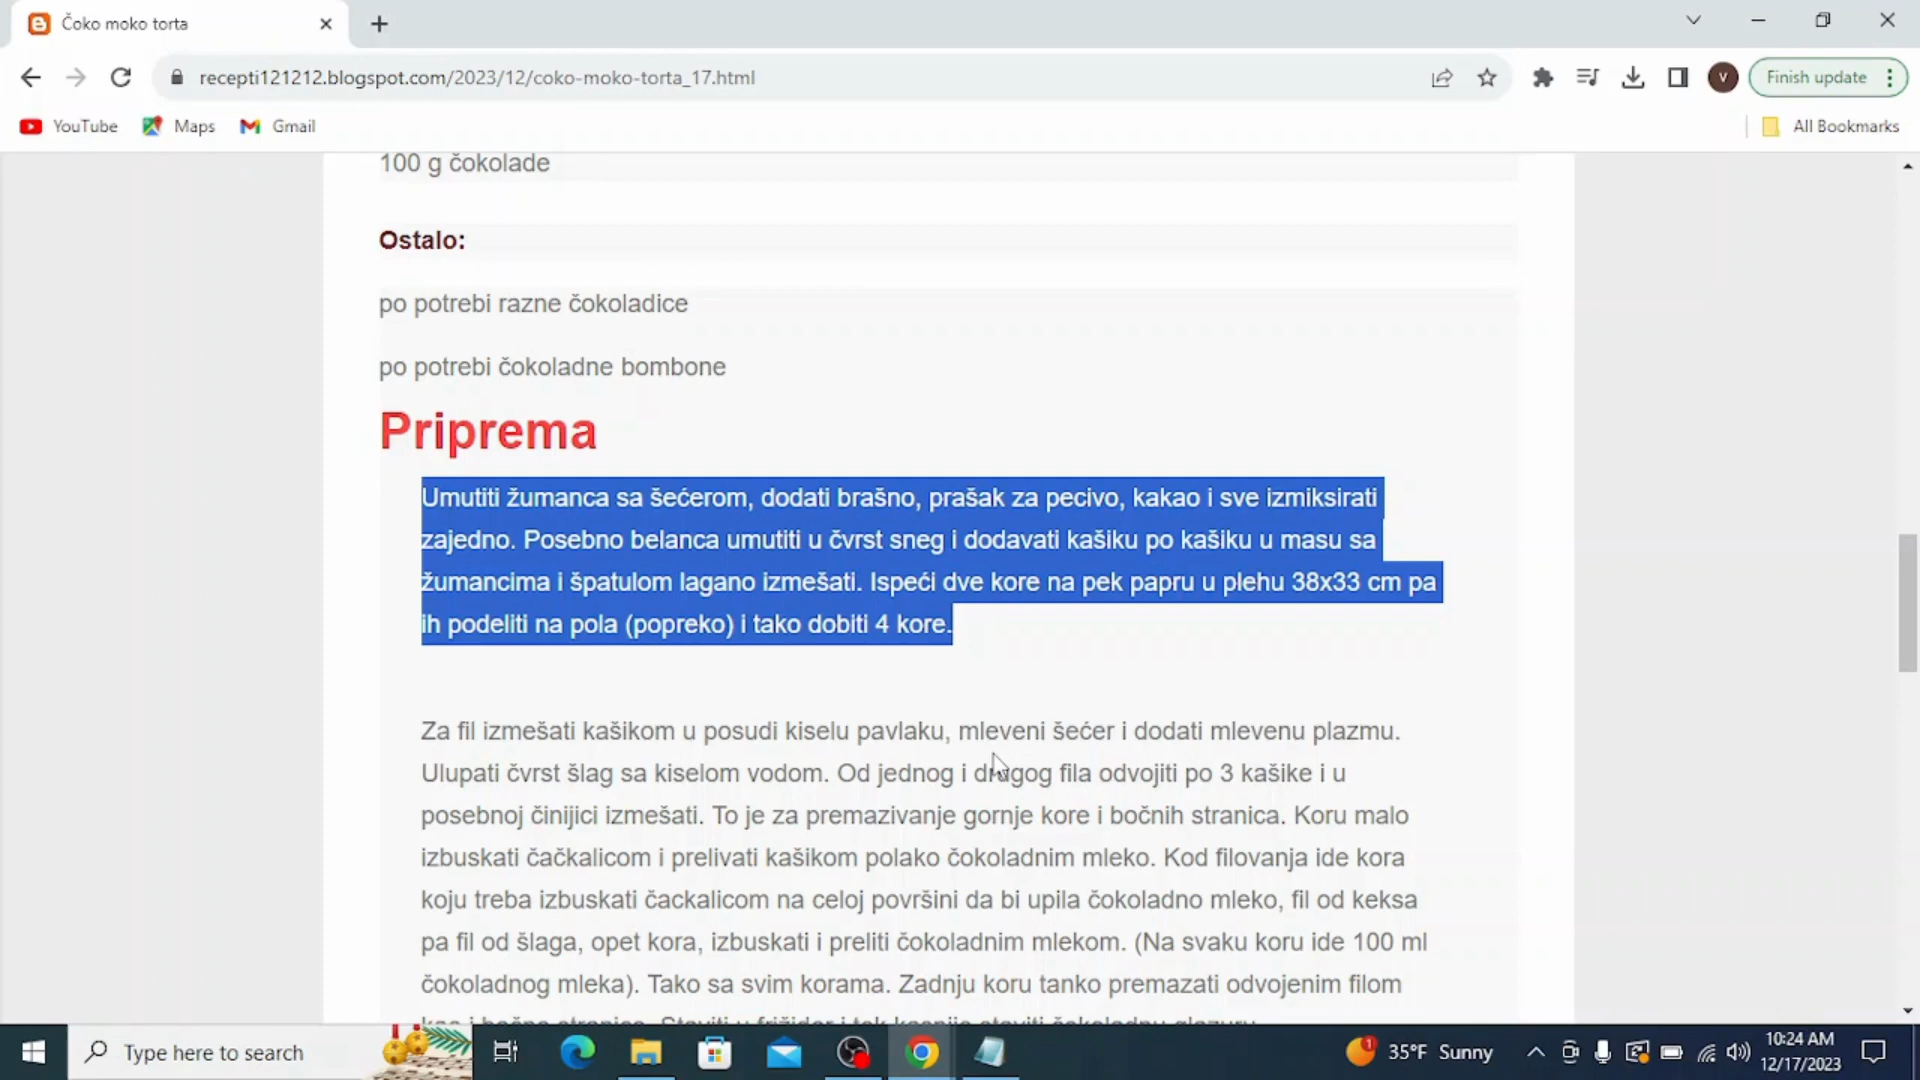 Čoko moko torta
recepti121212.blogspot.com/2023/12/coko-moko-torta_17.html
V
Finish update
YouTube
Maps
Gmail
All Bookmarks
100 g čokolade
Ostalo:
po potrebi razne čokoladice
po potrebi čokoladne bombone
Priprema
Umutiti žumanca sa šećerom, dodati brašno, prašak za pecivo, kakao i sve izmiksirati
zajedno. Posebno belanca umutiti u čvrst sneg i dodavati kašiku po kašiku u masu sa
žumancima i špatulom lagano izmešati. Ispeći dve kore na pek papru u plehu 38x33 cm pa
ih podeliti na pola (popreko) i tako dobiti 4 kore.
Za fil izmešati kašikom u posudi kiselu pavlaku, mleveni šećer i dodati mlevenu plazmu.
Ulupati čvrst šlag sa kiselom vodom. Od jednog i drugog fila odvojiti po 3 kašike i u
posebnoj činijici izmešati. To je za premazivanje gornje kore i bočnih stranica. Koru malo
izbuskati čačkalicom i prelivati kašikom polako čokoladnim mleko. Kod filovanja ide kora
koju treba izbuskati čackalicom na celoj površini da bi upila čokoladno mleko, fil od keksa
pa fil od šlaga, opet kora, izbuskati i preliti čokoladnim mlekom. (Na svaku koru ide 100 ml
čokoladnog mleka). Tako sa svim korama. Zadnju koru tanko premazati odvojenim filom
Type here to search
1
35°F Sunny
10:24 AM
12/17/2023